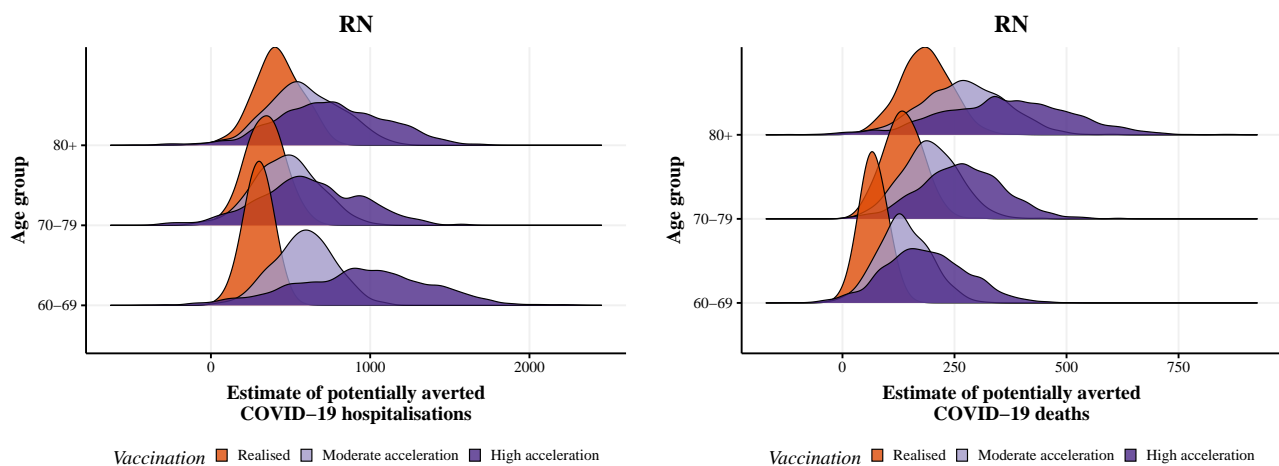 RN
Age group
80+
70−79
60−69
0
1000
2000
Estimate of potentially averted
COVID−19 hospitalisations
Vaccination Realised Moderate acceleration High acceleration
RN
Age group
80+
70−79
60−69
0
250
500
750
Estimate of potentially averted
COVID−19 deaths
Vaccination Realised Moderate acceleration High acceleration